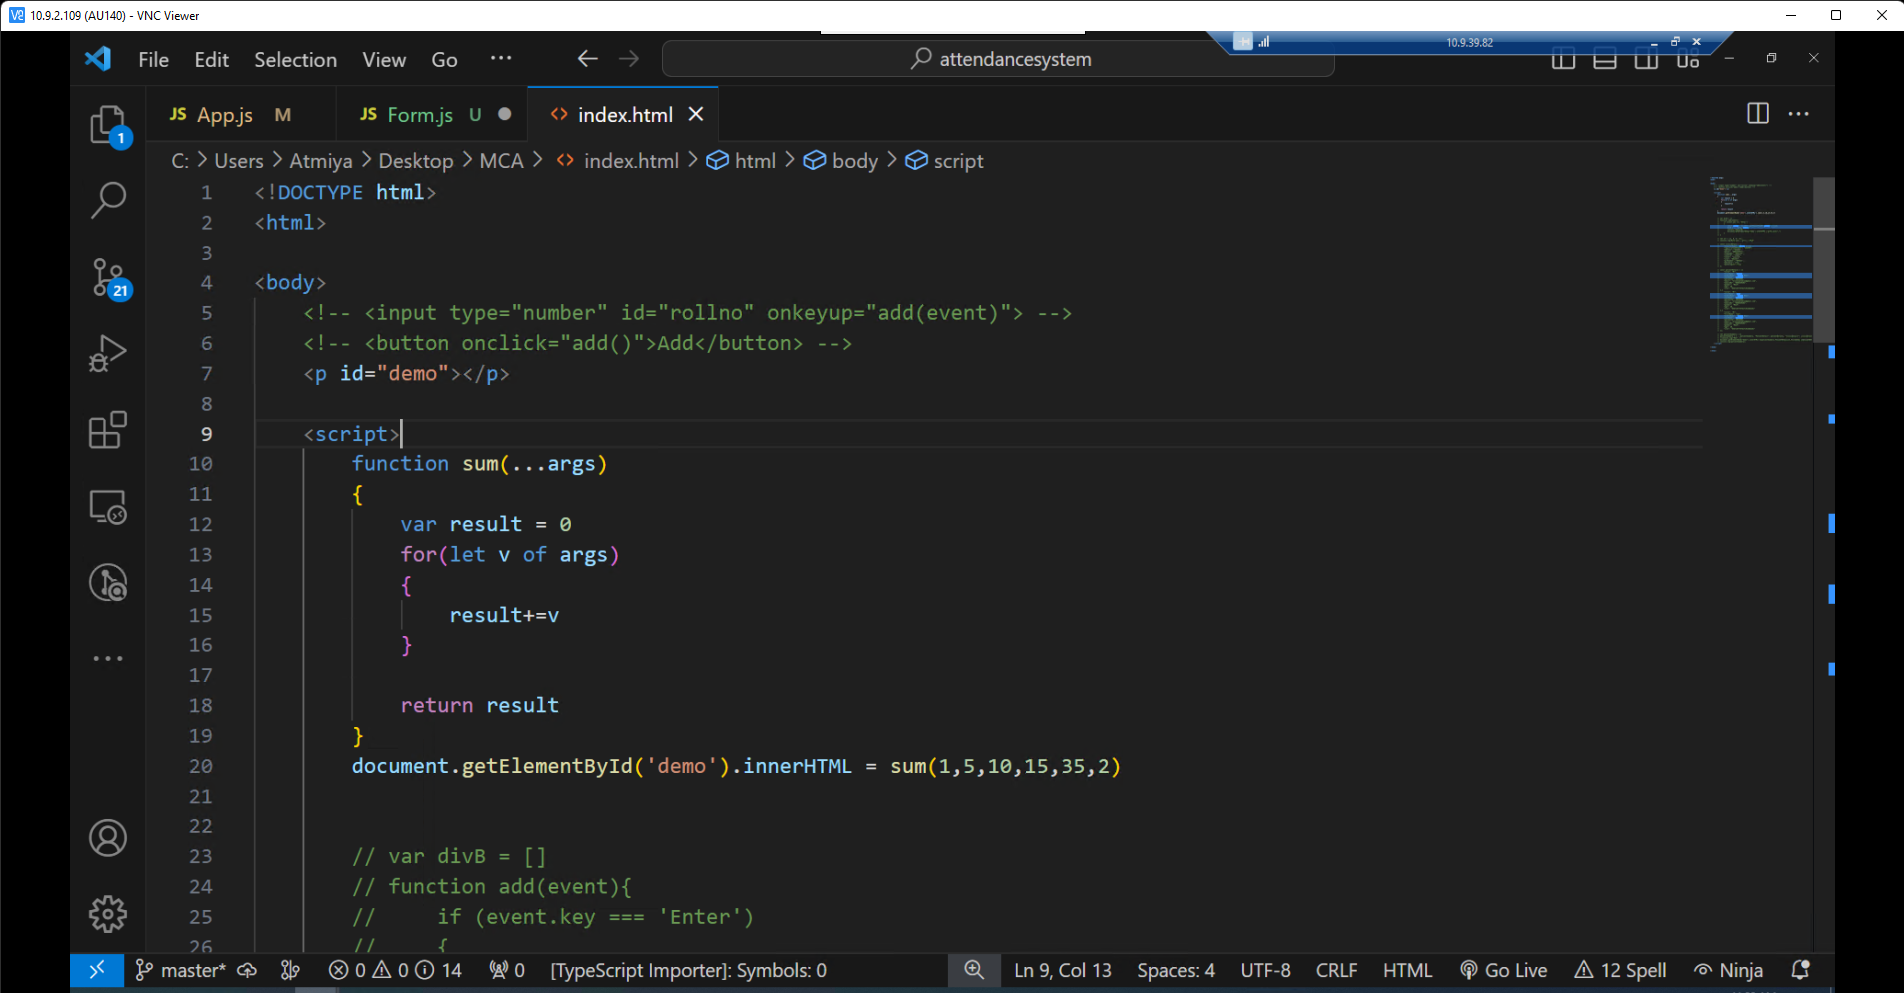 10.9.2.109 (AU140) - VNC Viewer
10.9.39.82
File Edit Selection View Go ··· attendancesystem
JS App.js M JS Form.js U index.html
C: > Users > Atmiya > Desktop > MCA > <> index.html > html > body > script
1 <!DOCTYPE html>
2 <html>
3
4 <body>
5 <!-- <input type="number" id="rollno" onkeyup="add(event)"> -->
6 <!-- <button onclick="add()">Add</button> -->
7 <p id="demo"></p>
8
9 <script>
10 function sum(...args)
11 {
12 var result = 0
13 for(let v of args)
14 {
15 result+=v
16 }
17
18 return result
19 }
20 document.getElementById('demo').innerHTML = sum(1,5,10,15,35,2)
21
22
23 // var divB = []
24 // function add(event){
25 // if (event.key === 'Enter')
26 // {
1
21
master* 0 0 14 0 [TypeScript Importer]: Symbols: 0 Ln 9, Col 13 Spaces: 4 UTF-8 CRLF HTML Go Live 12 Spell Ninja